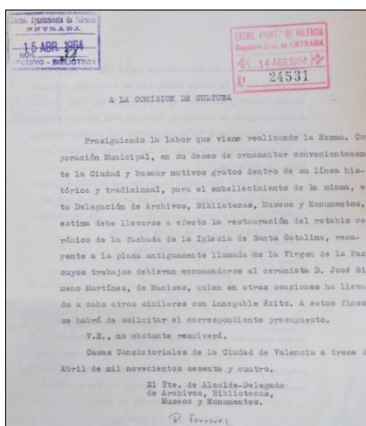 Excmo. Ayuntamiento de Valencia
ENTRADA
15 ABR. 1964
ARCHIVO - BIBLIOTECA
EXCMO. AYUNT.º DE VALENCIA
Registro Gral. de ENTRADA
14 ABR 1964
Nº 24531
A LA COMISION DE CULTURA
Prosiguiendo la labor que viene realizando la Excma. Co
poración Municipal, en su deseo de ornamentar convenientemen
te la Ciudad y buscar motivos gratos dentro de su línea his-
tórica y tradicional, para el embellecimiento de la misma, e
ta Delegación de Archivos, Bibliotecas, Museos y Monumentos,
estima debe llevarse a efecto la restauración del retablo ce
rámico de la fachada de la Iglesia de Santa Catalina, reca-
yente a la plaza antiguamente llamada de la Virgen de la Paz
cuyos trabajos debieran encomendarse al ceramista D. José Gi
meno Martínez, de Manises, quien en otras ocasiones ha lleva
do a cabo otros similares con innegable éxito. A estos fines
se habrá de solicitar el correspondiente presupuesto.
V.E., no obstante resolverá.
Casas Consistoriales de la Ciudad de Valencia a trece d
Abril de mil novecientos sesenta y cuatro.
El Tte. de Alcalde-Delegado
de Archivos, Bibliotecas,
Museos y Monumentos.